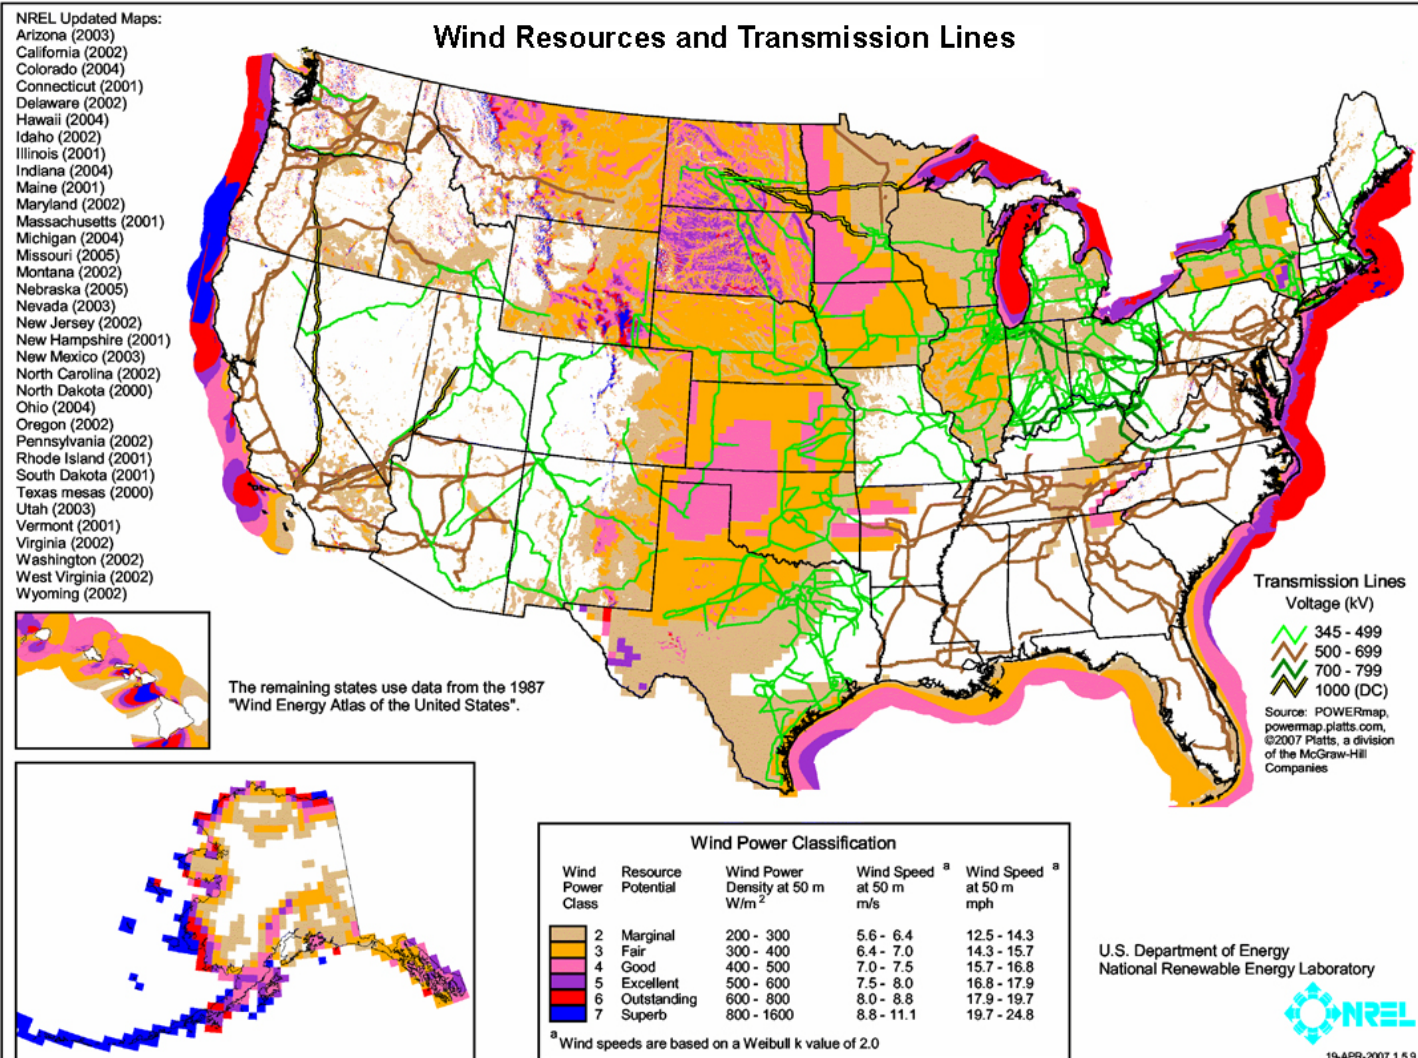 Wind Resources and Transmission Lines
NREL Updated Maps:
Arizona (2003)
California (2002)
Colorado (2004)
Connecticut (2001)
Delaware (2002)
Hawaii (2004)
Idaho (2002)
Illinois (2001)
Indiana (2004)
Maine (2001)
Maryland (2002)
Massachusetts (2001)
Michigan (2004)
Missouri (2005)
Montana (2002)
Nebraska (2005)
Nevada (2003)
New Jersey (2002)
New Hampshire (2001)
New Mexico (2003)
North Carolina (2002)
North Dakota (2000)
Ohio (2004)
Oregon (2002)
Pennsylvania (2002)
Rhode Island (2001)
South Dakota (2001)
Texas mesas (2000)
Utah (2003)
Vermont (2001)
Virginia (2002)
Washington (2002)
West Virginia (2002)
Wyoming (2002)
The remaining states use data from the 1987
"Wind Energy Atlas of the United States".
Transmission Lines
Voltage (kV)
345 - 499
500 - 699
700 - 799
1000 (DC)
Source: POWERmap,
powermap.platts.com,
©2007 Platts, a division
of the McGraw-Hill
Companies
Wind Power Classification
Wind Resource Wind Power Wind Speed a Wind Speed a
Power Potential Density at 50 m at 50 m at 50 m
Class W/m 2 m/s mph
2 Marginal 200 - 300 5.6 - 6.4 12.5 - 14.3
3 Fair 300 - 400 6.4 - 7.0 14.3 - 15.7
4 Good 400 - 500 7.0 - 7.5 15.7 - 16.8
5 Excellent 500 - 600 7.5 - 8.0 16.8 - 17.9
6 Outstanding 600 - 800 8.0 - 8.8 17.9 - 19.7
7 Superb 800 - 1600 8.8 - 11.1 19.7 - 24.8
a Wind speeds are based on a Weibull k value of 2.0
U.S. Department of Energy
National Renewable Energy Laboratory
NREL
19-APR-2007 1.5.9